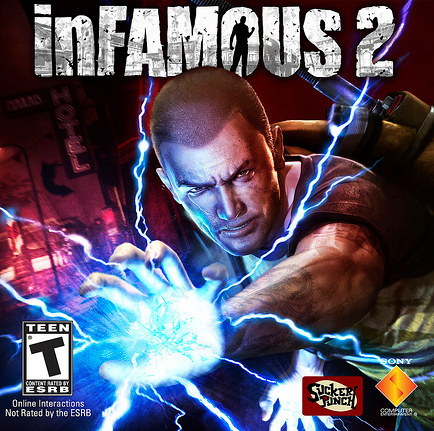 inFAMOUS 2
HOTEL
TEEN
T
CONTENT RATED BY
ESRB
Online Interactions
Not Rated by the ESRB
SUCKER
PUNCH
SONY
COMPUTER
ENTERTAINMENT